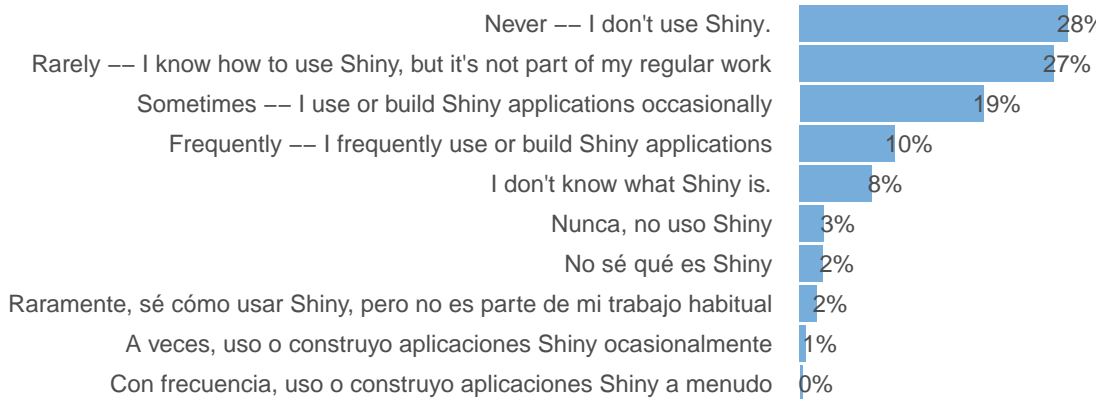 Never –– I don't use Shiny. 28%
Rarely –– I know how to use Shiny, but it's not part of my regular work 27%
Sometimes –– I use or build Shiny applications occasionally 19%
Frequently –– I frequently use or build Shiny applications 10%
I don't know what Shiny is. 8%
Nunca, no uso Shiny 3%
No sé qué es Shiny 2%
Raramente, sé cómo usar Shiny, pero no es parte de mi trabajo habitual 2%
A veces, uso o construyo aplicaciones Shiny ocasionalmente 1%
Con frecuencia, uso o construyo aplicaciones Shiny a menudo 0%